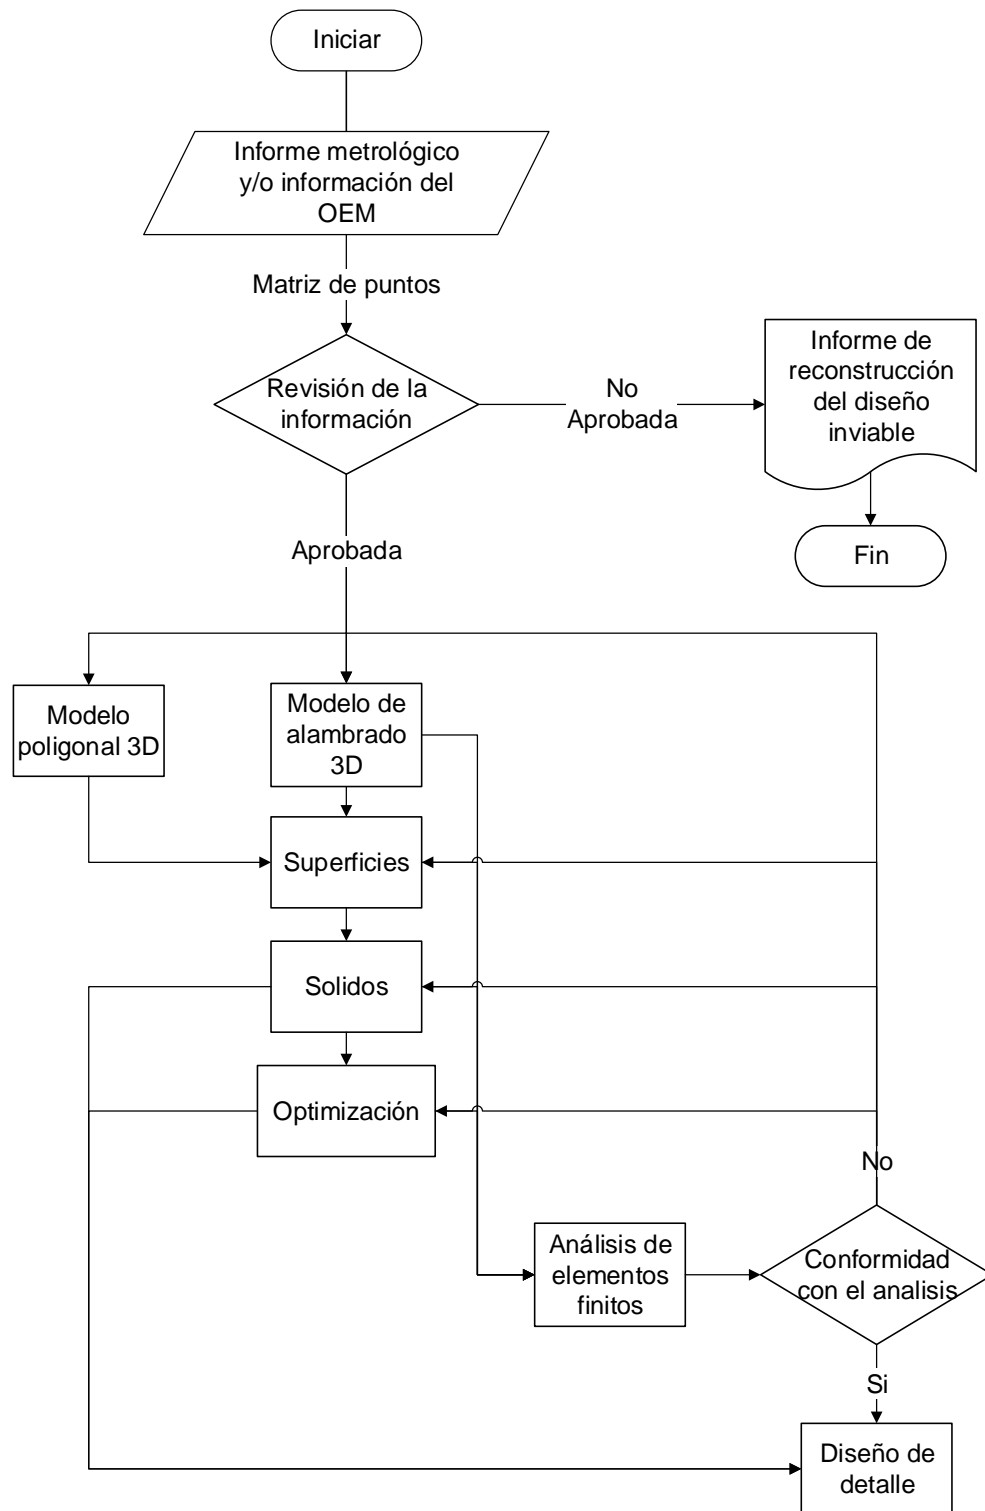 Iniciar
Informe metrológico
y/o información del
OEM
Matriz de puntos
Revisión de la
información
No
Aprobada
Informe de
reconstrucción
del diseño
inviable
Fin
Aprobada
Modelo
poligonal 3D
Modelo de
alambrado
3D
Superficies
Solidos
Optimización
No
Análisis de
elementos
finitos
Conformidad
con el analisis
Si
Diseño de
detalle